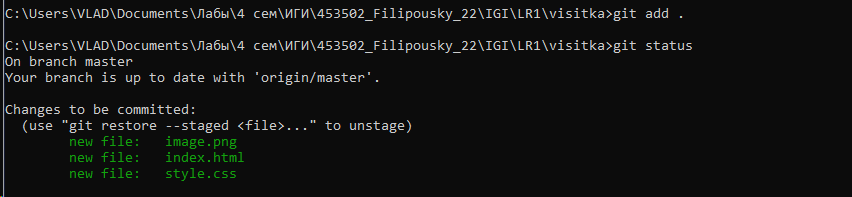 C:\Users\VLAD\Documents\Лабы\4 сем\ИГИ\453502_Filipousky_22\IGI\LR1\visitka>git add .
C:\Users\VLAD\Documents\Лабы\4 сем\ИГИ\453502_Filipousky_22\IGI\LR1\visitka>git status
On branch master
Your branch is up to date with 'origin/master'.
Changes to be committed:
  (use "git restore --staged <file>..." to unstage)
        new file:   image.png
        new file:   index.html
        new file:   style.css